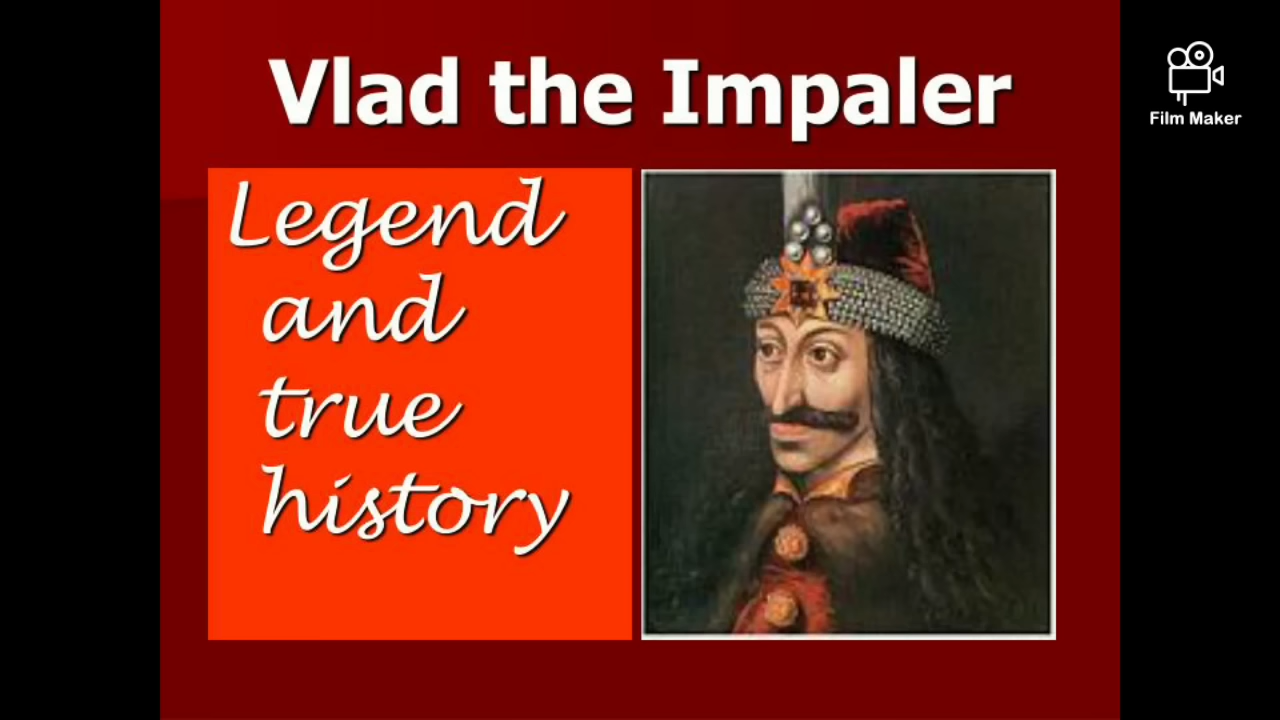 Vlad the Impaler
Legend
and
true
history
Film Maker